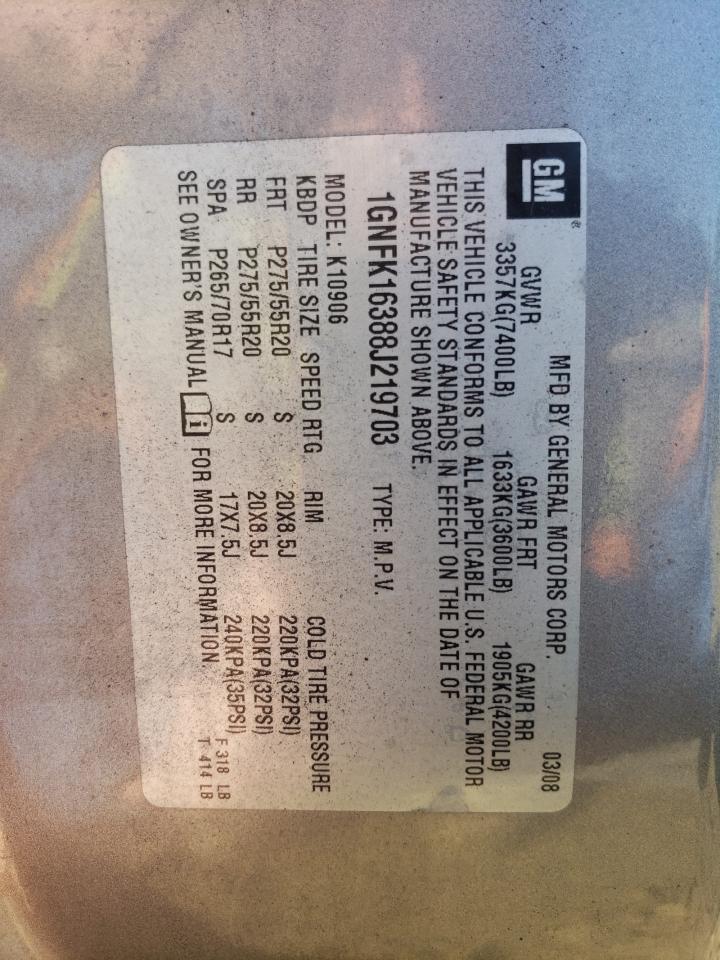 GM®
MFD BY GENERAL MOTORS CORP. 03/08
GVWR GAWR FRT GAWR RR
3357KG(7400LB) 1633KG(3600LB) 1905KG(4200LB)
THIS VEHICLE CONFORMS TO ALL APPLICABLE U.S. FEDERAL MOTOR
VEHICLE SAFETY STANDARDS IN EFFECT ON THE DATE OF
MANUFACTURE SHOWN ABOVE.
1GNFK16388J219703 TYPE: M.P.V.
MODEL: K10906
KBDP TIRE SIZE SPEED RTG RIM COLD TIRE PRESSURE
FRT P275/55R20 S 20X8.5J 220KPA(32PSI)
RR P275/55R20 S 20X8.5J 220KPA(32PSI)
SPA P265/70R17 S 17X7.5J 240KPA(35PSI)
SEE OWNER'S MANUAL i FOR MORE INFORMATION.
F 318 LB
T 414 LB